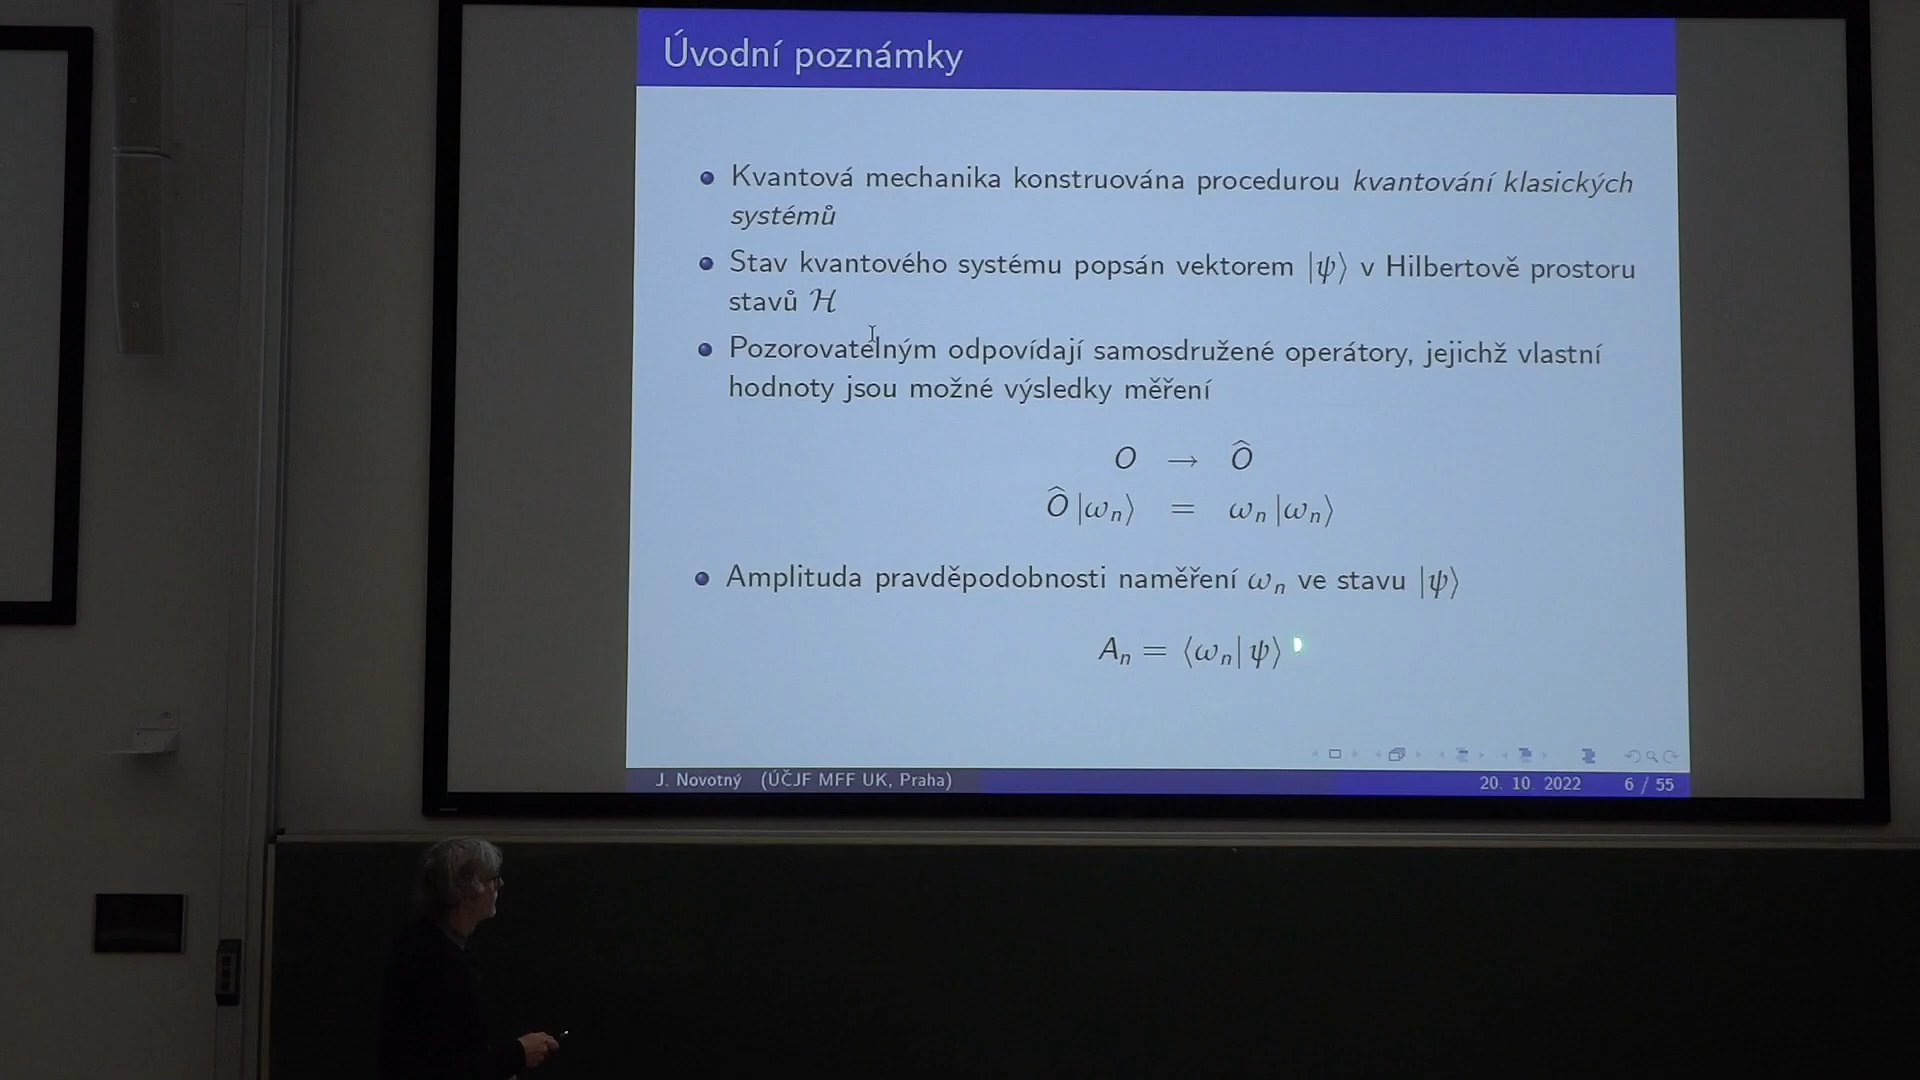 Úvodní poznámky
Kvantová mechanika konstruována procedurou kvantování klasických
systémů
Stav kvantového systému popsán vektorem |ψ⟩ v Hilbertově prostoru
stavů ℋ
Pozorovatelným odpovídají samosdružené operátory, jejichž vlastní
hodnoty jsou možné výsledky měření
O → Ô
Ô |ωₙ⟩ = ωₙ |ωₙ⟩
Amplituda pravděpodobnosti naměření ωₙ ve stavu |ψ⟩
Aₙ = ⟨ωₙ| ψ⟩
J. Novotný (ÚČJF MFF UK, Praha) 20. 10. 2022 6 / 55